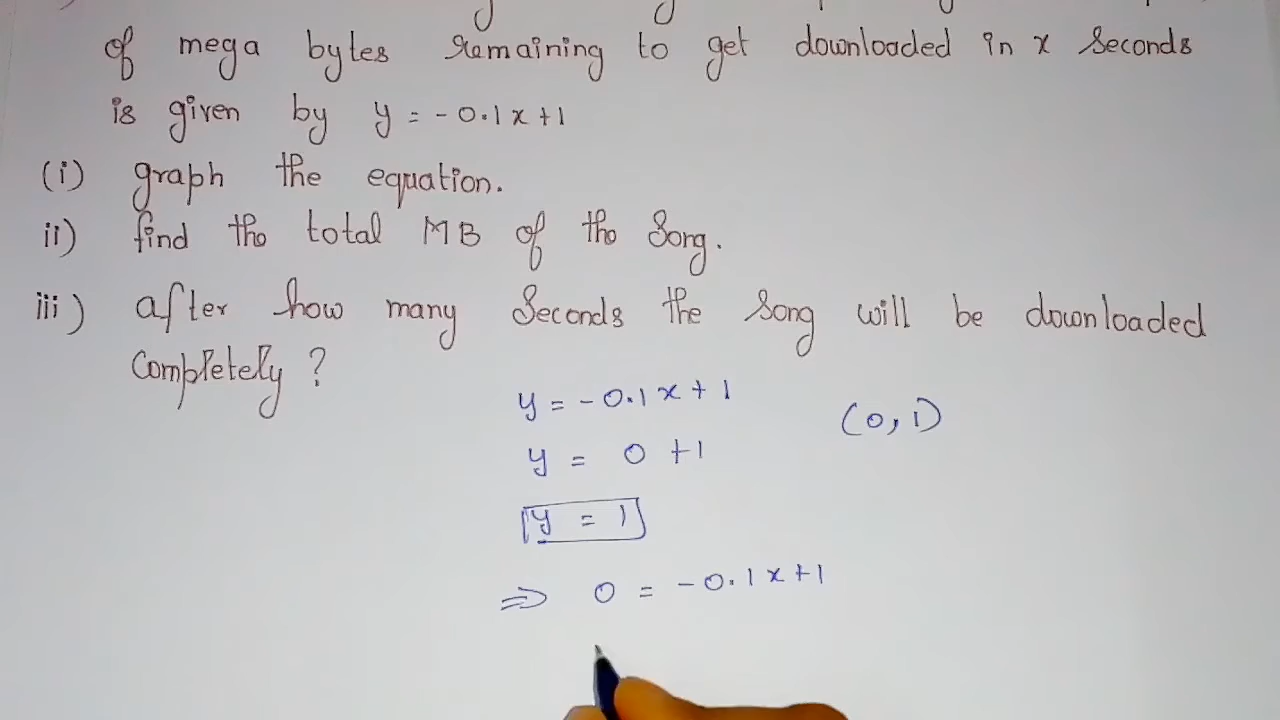 of mega bytes remaining to get downloaded in x seconds
is given by y = -0.1x+1
(i) graph the equation.
ii) find the total MB of the song.
iii) after how many seconds the song will be downloaded
completely?
y = -0.1x+1
(0,1)
y = 0 +1
y = 1
⇒ 0 = -0.1x+1